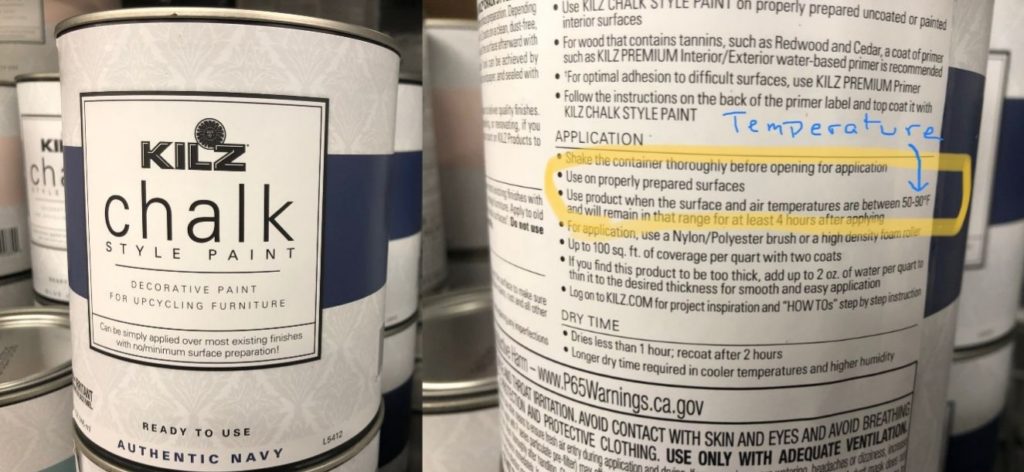 KILZ
chalk
STYLE PAINT
DECORATIVE PAINT
FOR UPCYCLING FURNITURE
Can be simply applied over most existing finishes
with no/minimum surface preparation!
READY TO USE
L5412
AUTHENTIC NAVY
• Use KILZ CHALK STYLE PAINT on properly prepared uncoated or painted
interior surfaces
• For wood that contains tannins, such as Redwood and Cedar, a coat of primer
such as KILZ PREMIUM Interior/Exterior water-based primer is recommended
• †For optimal adhesion to difficult surfaces, use KILZ PREMIUM Primer
• Follow the instructions on the back of the primer label and top coat it with
KILZ CHALK STYLE PAINT
Temperature
APPLICATION
• Shake the container thoroughly before opening for application
• Use on properly prepared surfaces
• Use product when the surface and air temperatures are between 50-90°F
and will remain in that range for at least 4 hours after applying
• For application, use a Nylon/Polyester brush or a high density foam roller
• Up to 100 sq. ft. of coverage per quart with two coats
• If you find this product to be too thick, add up to 2 oz. of water per quart to
thin it to the desired thickness for smooth and easy application
• Log on to KILZ.COM for project inspiration and "HOW TOs" step by step instruction
DRY TIME
• Dries less than 1 hour; recoat after 2 hours
• Longer dry time required in cooler temperatures and higher humidity
Harm – www.P65Warnings.ca.gov
THROAT IRRITATION. AVOID CONTACT WITH SKIN AND EYES AND AVOID BREATHING
PROTECTIVE CLOTHING. USE ONLY WITH ADEQUATE VENTILATION.